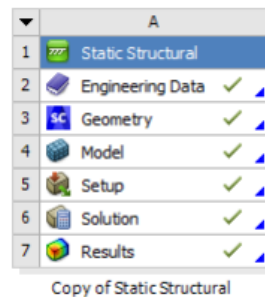 A
1 Static Structural
2 Engineering Data
3 SC Geometry
4 Model
5 Setup
6 Solution
7 Results
Copy of Static Structural